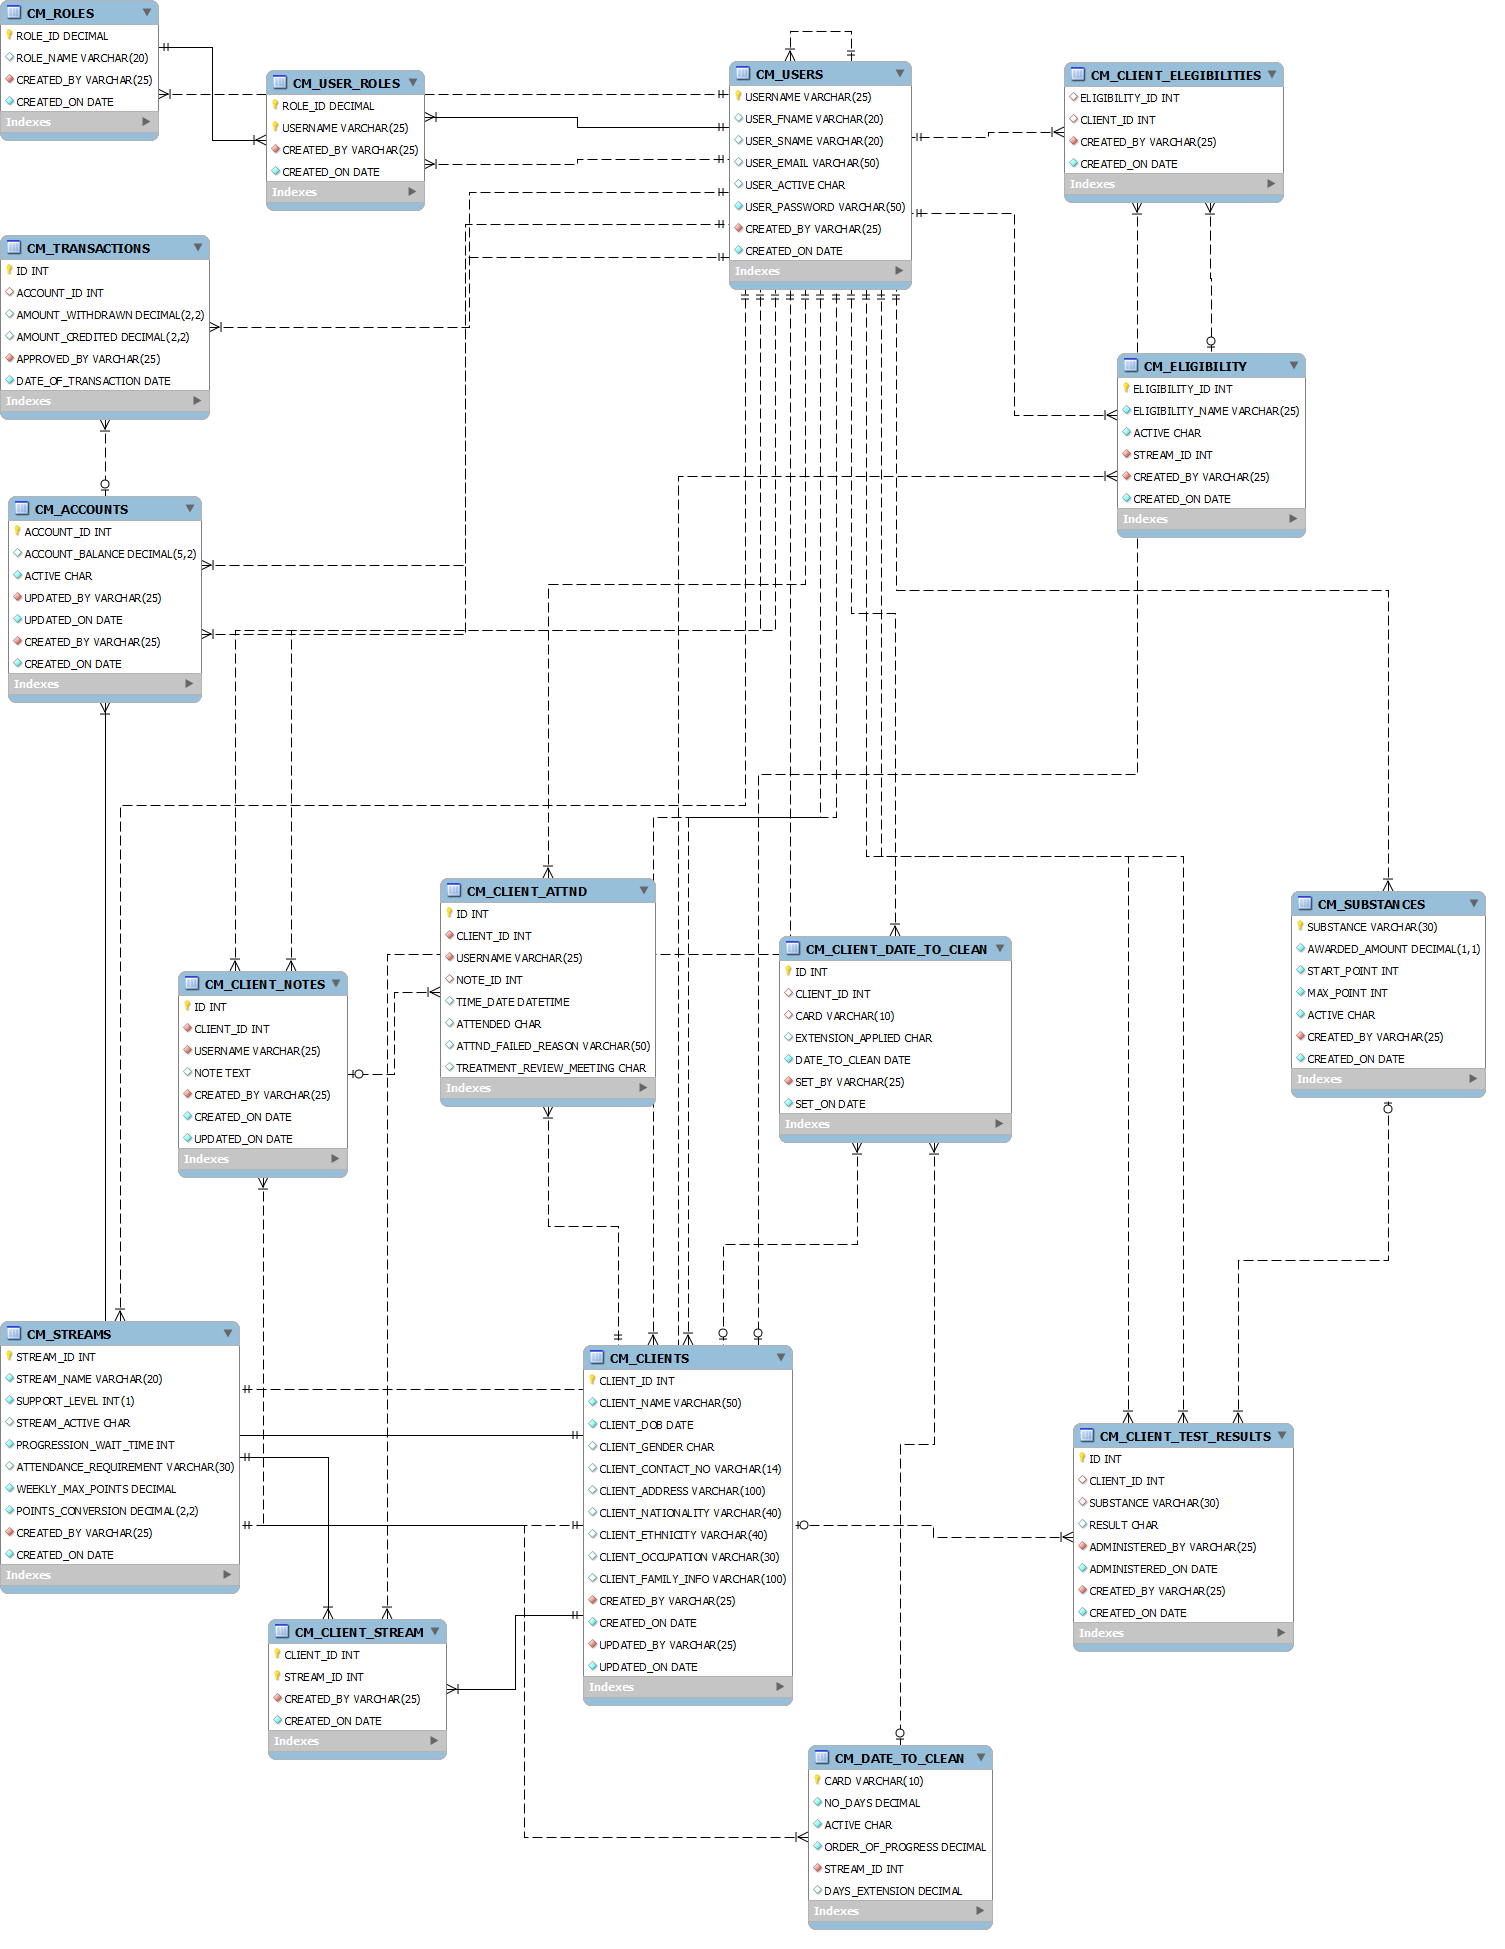 CM_ROLES
ROLE_ID DECIMAL
ROLE_NAME VARCHAR(20)
CREATED_BY VARCHAR(25)
CREATED_ON DATE
Indexes
CM_USER_ROLES
ROLE_ID DECIMAL
USERNAME VARCHAR(25)
CREATED_BY VARCHAR(25)
CREATED_ON DATE
Indexes
CM_USERS
USERNAME VARCHAR(25)
USER_FNAME VARCHAR(20)
USER_SNAME VARCHAR(20)
USER_EMAIL VARCHAR(50)
USER_ACTIVE CHAR
USER_PASSWORD VARCHAR(50)
CREATED_BY VARCHAR(25)
CREATED_ON DATE
Indexes
CM_CLIENT_ELEGIBILITIES
ELIGIBILITY_ID INT
CLIENT_ID INT
CREATED_BY VARCHAR(25)
CREATED_ON DATE
Indexes
CM_TRANSACTIONS
ID INT
ACCOUNT_ID INT
AMOUNT_WITHDRAWN DECIMAL(2,2)
AMOUNT_CREDITED DECIMAL(2,2)
APPROVED_BY VARCHAR(25)
DATE_OF_TRANSACTION DATE
Indexes
CM_ELIGIBILITY
ELIGIBILITY_ID INT
ELIGIBILITY_NAME VARCHAR(25)
ACTIVE CHAR
STREAM_ID INT
CREATED_BY VARCHAR(25)
CREATED_ON DATE
Indexes
CM_ACCOUNTS
ACCOUNT_ID INT
ACCOUNT_BALANCE DECIMAL(5,2)
ACTIVE CHAR
UPDATED_BY VARCHAR(25)
UPDATED_ON DATE
CREATED_BY VARCHAR(25)
CREATED_ON DATE
Indexes
CM_CLIENT_ATTND
ID INT
CLIENT_ID INT
USERNAME VARCHAR(25)
NOTE_ID INT
TIME_DATE DATETIME
ATTENDED CHAR
ATTND_FAILED_REASON VARCHAR(50)
TREATMENT_REVIEW_MEETING CHAR
Indexes
CM_SUBSTANCES
SUBSTANCE VARCHAR(30)
AWARDED_AMOUNT DECIMAL(1,1)
START_POINT INT
MAX_POINT INT
ACTIVE CHAR
CREATED_BY VARCHAR(25)
CREATED_ON DATE
Indexes
CM_CLIENT_DATE_TO_CLEAN
ID INT
CLIENT_ID INT
CARD VARCHAR(10)
EXTENSION_APPLIED CHAR
DATE_TO_CLEAN DATE
SET_BY VARCHAR(25)
SET_ON DATE
Indexes
CM_CLIENT_NOTES
ID INT
CLIENT_ID INT
USERNAME VARCHAR(25)
NOTE TEXT
CREATED_BY VARCHAR(25)
CREATED_ON DATE
UPDATED_ON DATE
Indexes
CM_STREAMS
STREAM_ID INT
STREAM_NAME VARCHAR(20)
SUPPORT_LEVEL INT(1)
STREAM_ACTIVE CHAR
PROGRESSION_WAIT_TIME INT
ATTENDANCE_REQUIREMENT VARCHAR(30)
WEEKLY_MAX_POINTS DECIMAL
POINTS_CONVERSION DECIMAL(2,2)
CREATED_BY VARCHAR(25)
CREATED_ON DATE
Indexes
CM_CLIENTS
CLIENT_ID INT
CLIENT_NAME VARCHAR(50)
CLIENT_DOB DATE
CLIENT_GENDER CHAR
CLIENT_CONTACT_NO VARCHAR(14)
CLIENT_ADDRESS VARCHAR(100)
CLIENT_NATIONALITY VARCHAR(40)
CLIENT_ETHNICITY VARCHAR(40)
CLIENT_OCCUPATION VARCHAR(30)
CLIENT_FAMILY_INFO VARCHAR(100)
CREATED_BY VARCHAR(25)
CREATED_ON DATE
UPDATED_BY VARCHAR(25)
UPDATED_ON DATE
Indexes
CM_CLIENT_TEST_RESULTS
ID INT
CLIENT_ID INT
SUBSTANCE VARCHAR(30)
RESULT CHAR
ADMINISTERED_BY VARCHAR(25)
ADMINISTERED_ON DATE
CREATED_BY VARCHAR(25)
CREATED_ON DATE
Indexes
CM_CLIENT_STREAM
CLIENT_ID INT
STREAM_ID INT
CREATED_BY VARCHAR(25)
CREATED_ON DATE
Indexes
CM_DATE_TO_CLEAN
CARD VARCHAR(10)
NO_DAYS DECIMAL
ACTIVE CHAR
ORDER_OF_PROGRESS DECIMAL
STREAM_ID INT
DAYS_EXTENSION DECIMAL
Indexes